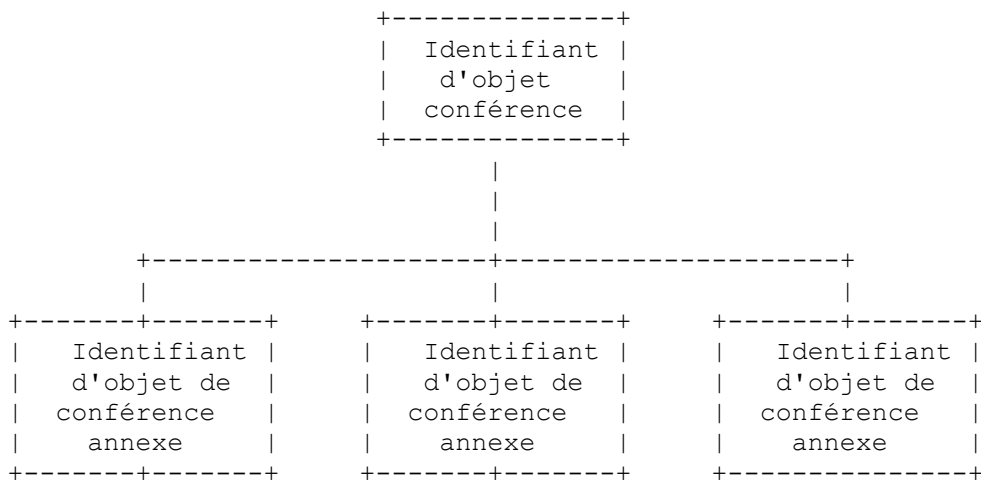 Identifiant
d'objet
conférence
Identifiant
d'objet de
conférence
annexe
Identifiant
d'objet de
conférence
annexe
Identifiant
d'objet de
conférence
annexe